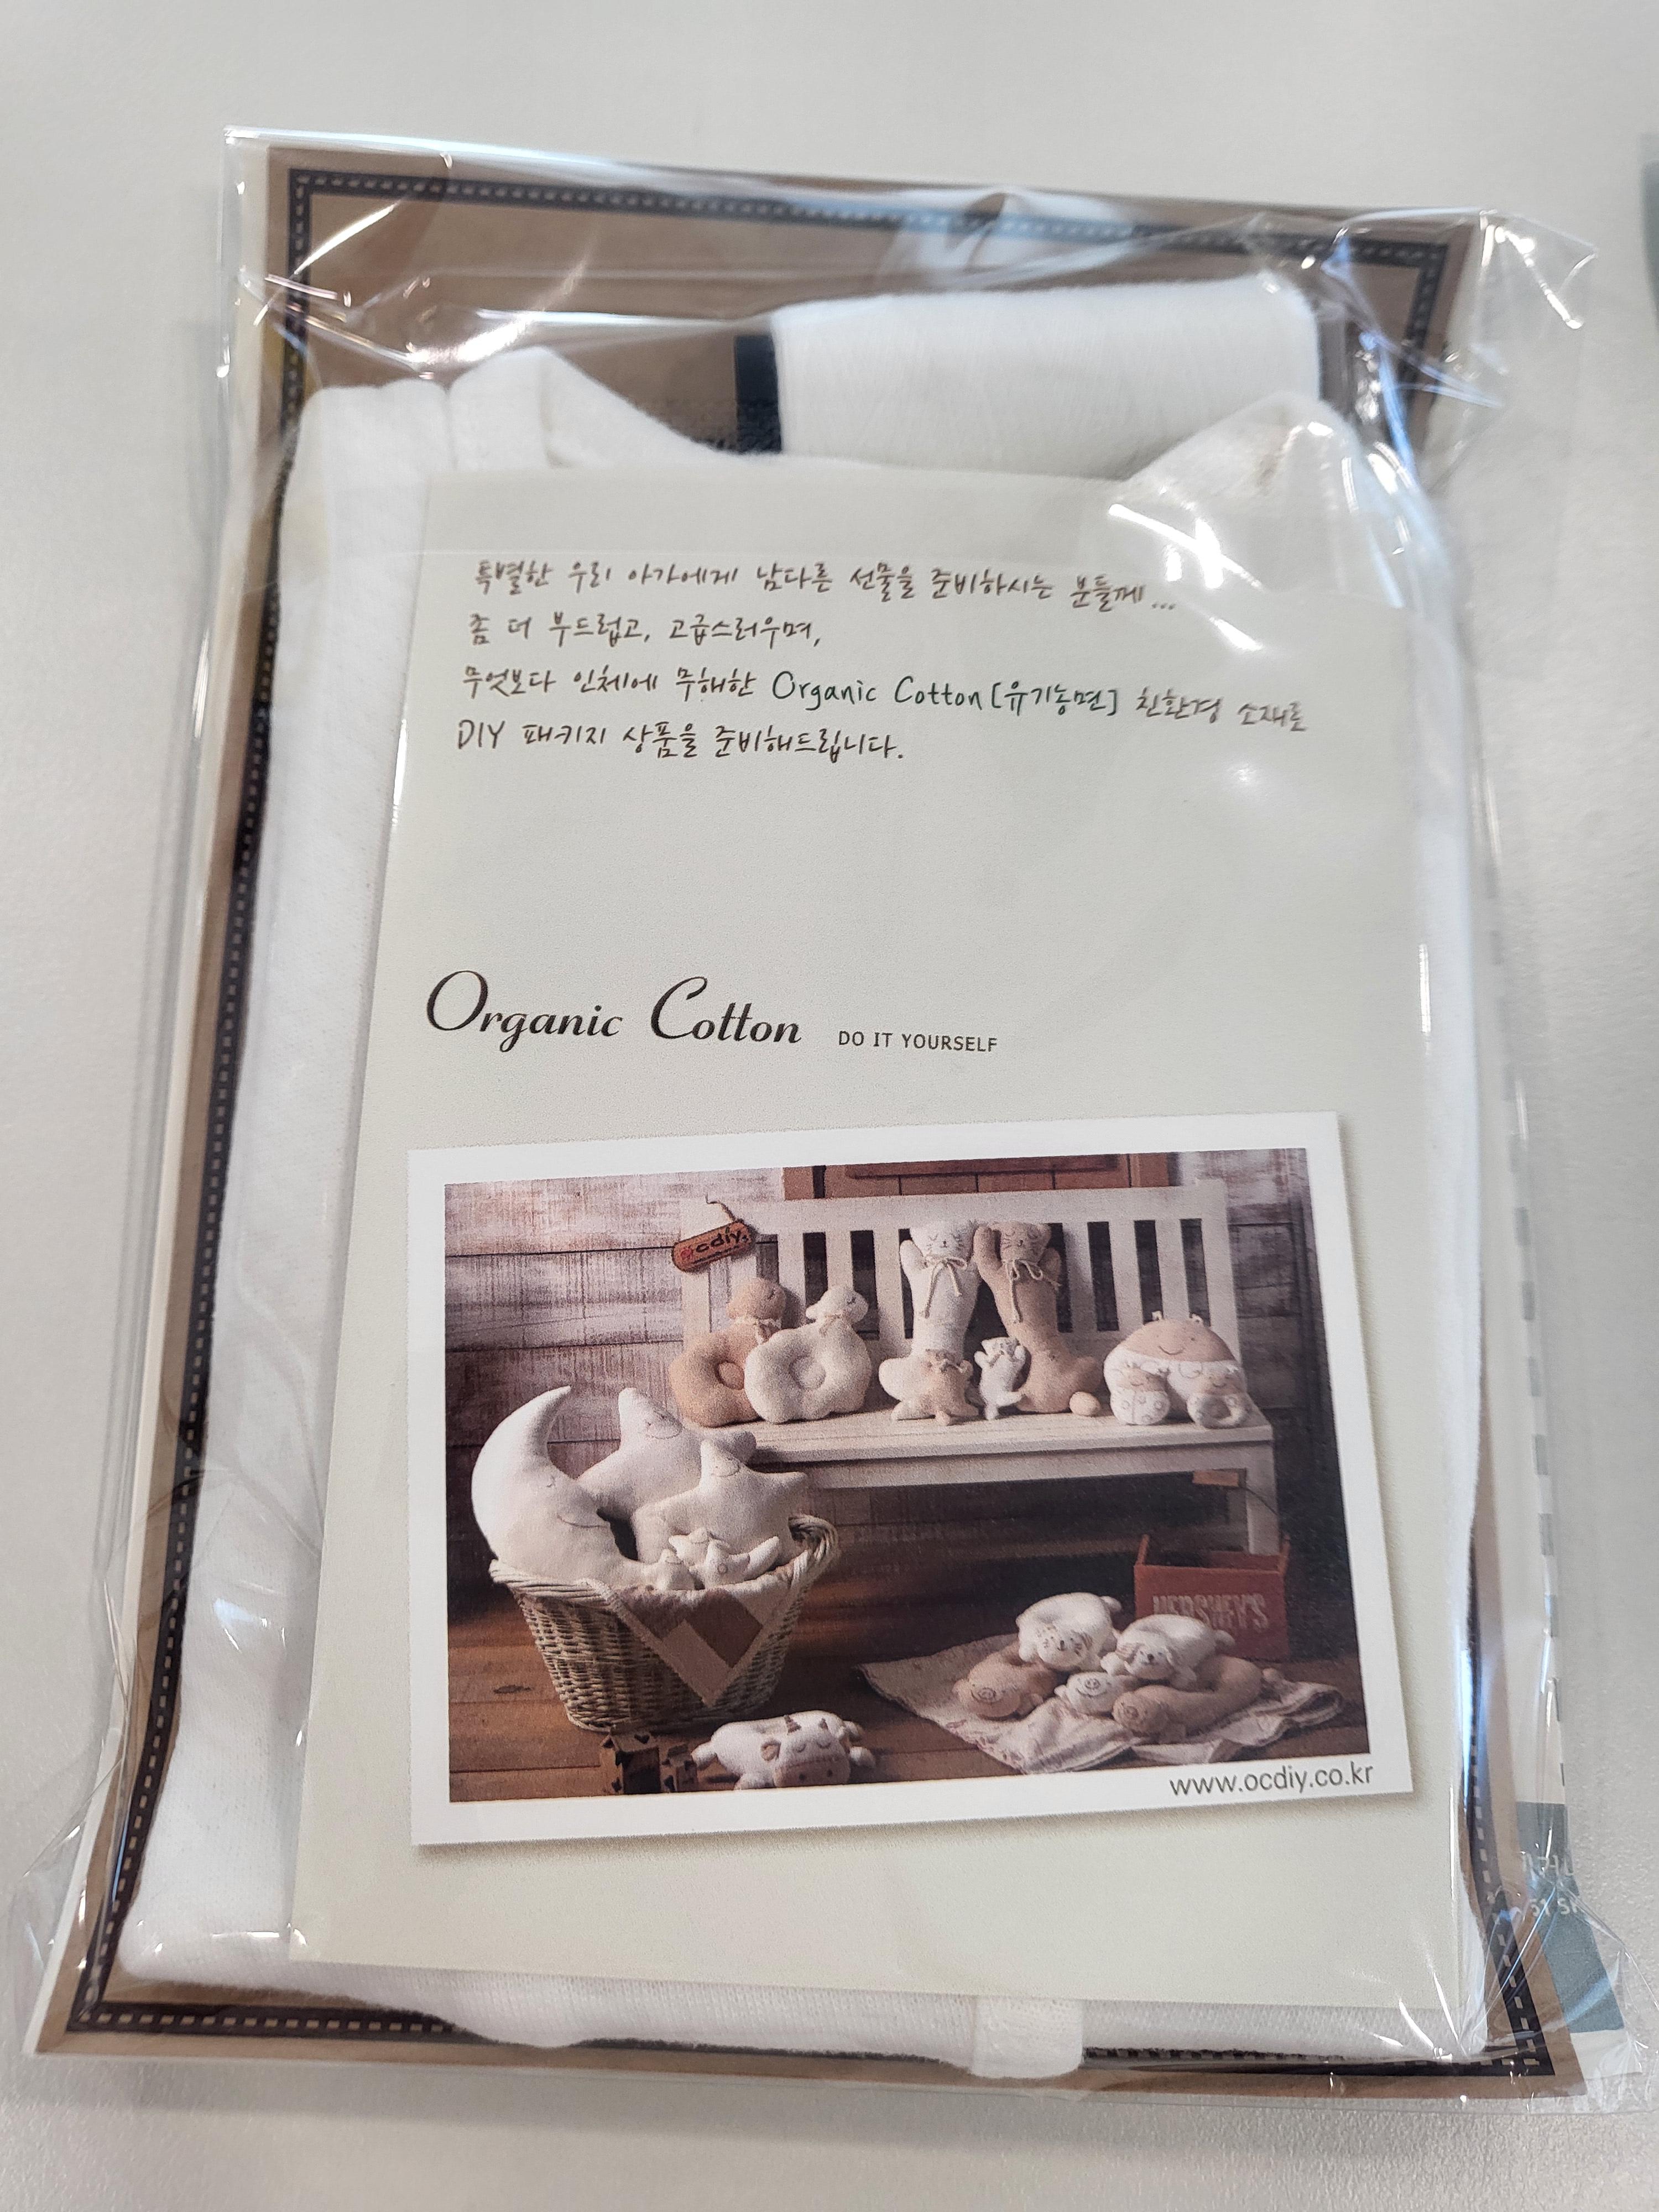 특별한 우리 아가에게 남다른 선물을 준비하시는 분들께...
좀 더 부드럽고, 고급스러우며,
무엇보다 인체에 무해한 Organic Cotton [유기농면] 친환경 소재로
DIY 패키지 상품을 준비해드립니다.
Organic Cotton DO IT YOURSELF
ocdiy
HERSHEY'S
www.ocdiy.co.kr